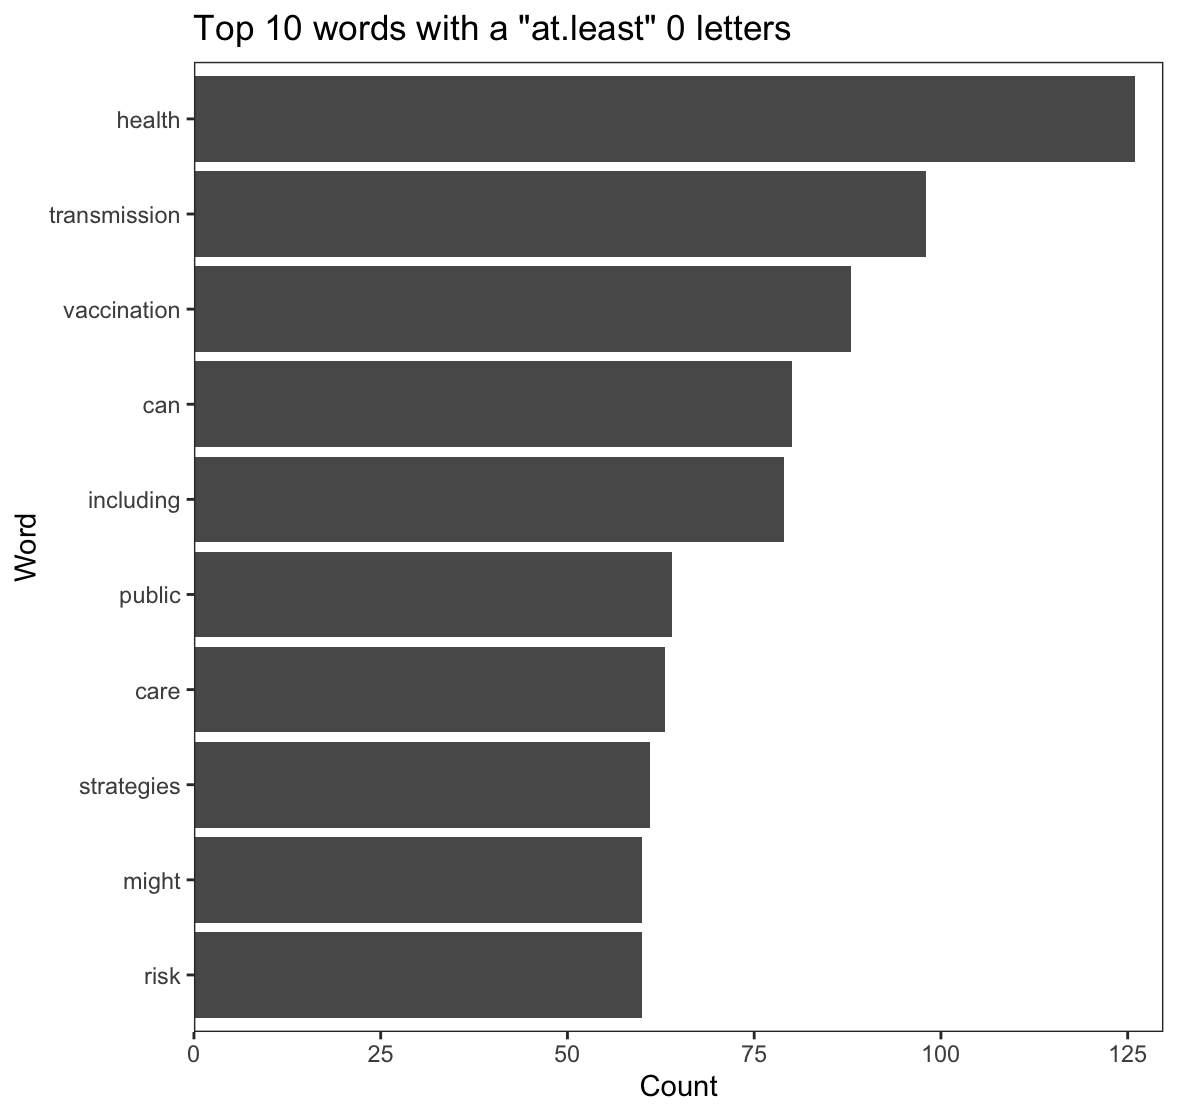 Top 10 words with a "at.least" 0 letters
health
transmission
vaccination
can
including
public
care
strategies
might
risk
Word
0 25 50 75 100 125
Count